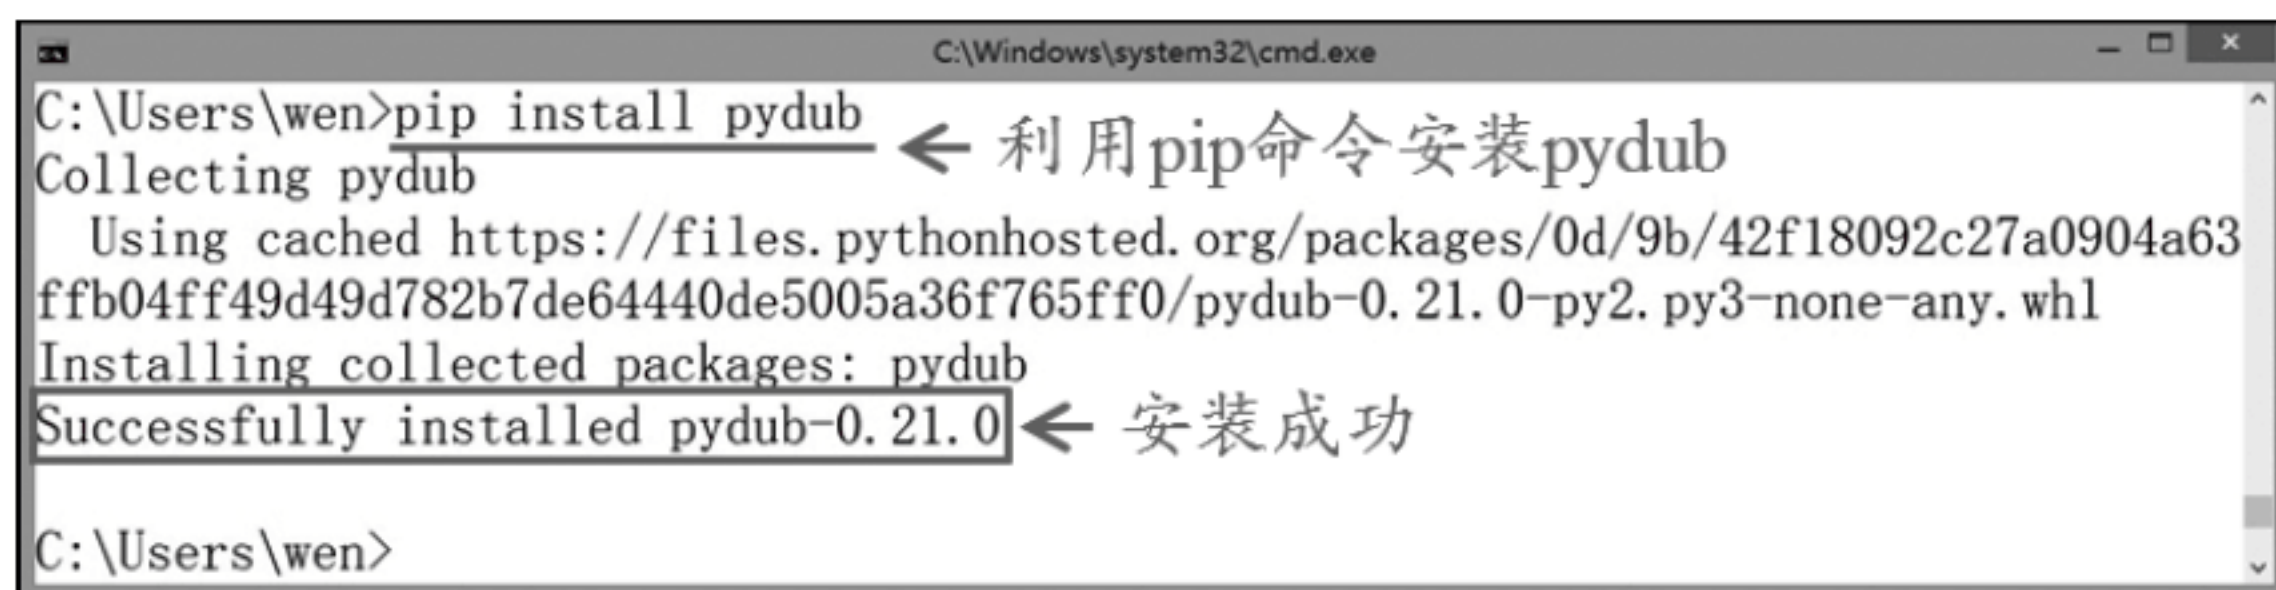 C:\Windows\system32\cmd.exe
C:\Users\wen>pip install pydub
利用pip命令安装pydub
Collecting pydub
Using cached https://files.pythonhosted.org/packages/0d/9b/42f18092c27a0904a63
ffb04ff49d49d782b7de64440de5005a36f765ff0/pydub-0.21.0-py2.py3-none-any.whl
Installing collected packages: pydub
Successfully installed pydub-0.21.0
安装成功
C:\Users\wen>